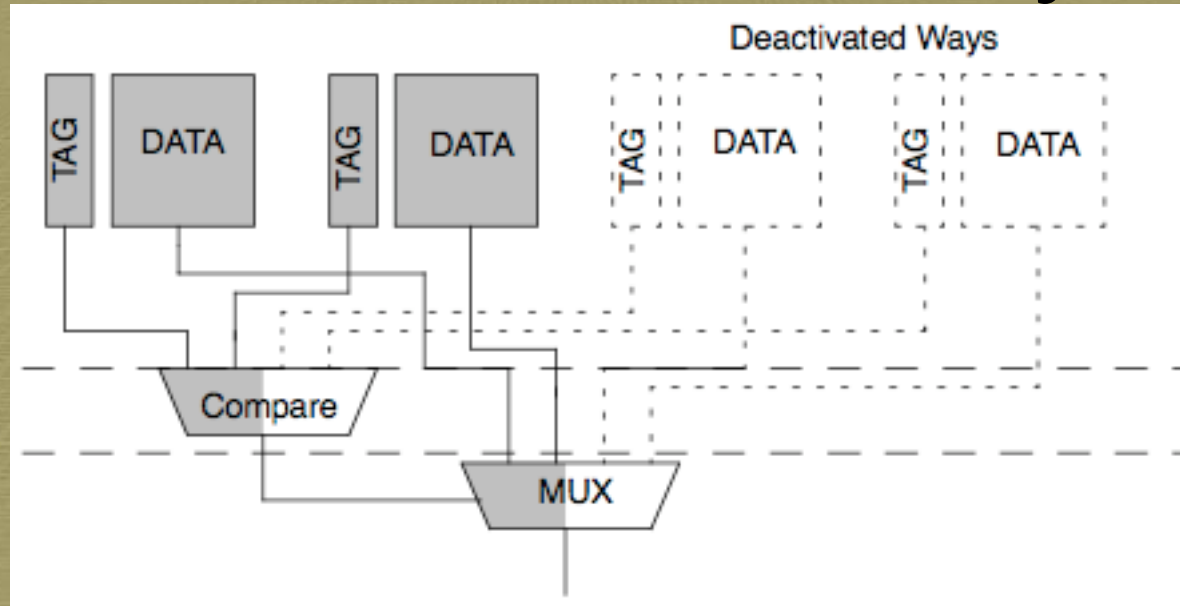 Deactivated Ways
TAG
DATA
TAG
DATA
TAG
DATA
TAG
DATA
Compare
MUX